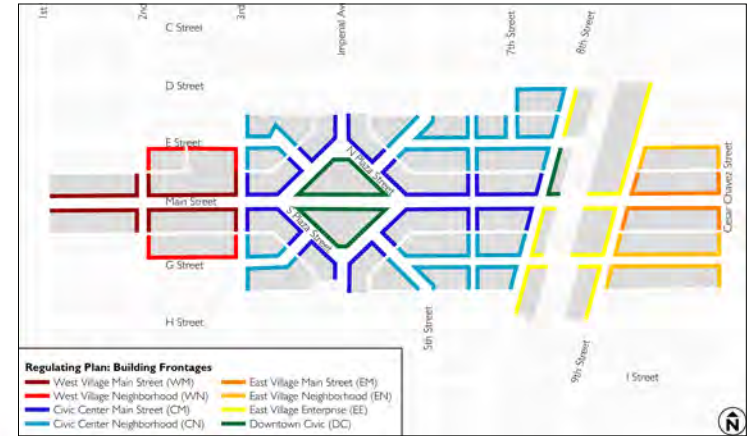 1st
2nd
3rd
Imperial Av
7th Street
8th Street
C Street
D Street
E Street
N Plaza Street
Main Street
S Plaza Street
Cesar Chavez Street
G Street
H Street
5th Street
9th Street
I Street
Regulating Plan: Building Frontages
West Village Main Street (WM)
West Village Neighborhood (WN)
Civic Center Main Street (CM)
Civic Center Neighborhood (CN)
East Village Main Street (EM)
East Village Neighborhood (EN)
East Village Enterprise (EE)
Downtown Civic (DC)
N